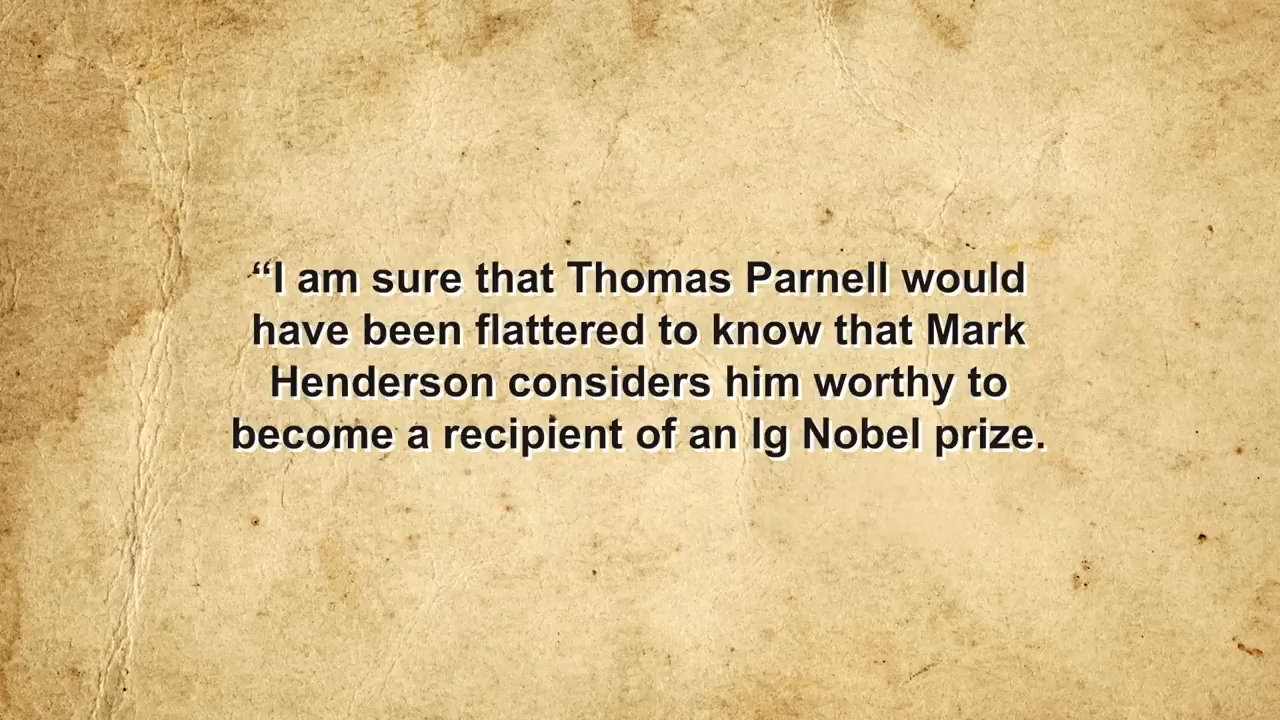 “I am sure that Thomas Parnell would
have been flattered to know that Mark
Henderson considers him worthy to
become a recipient of an Ig Nobel prize.